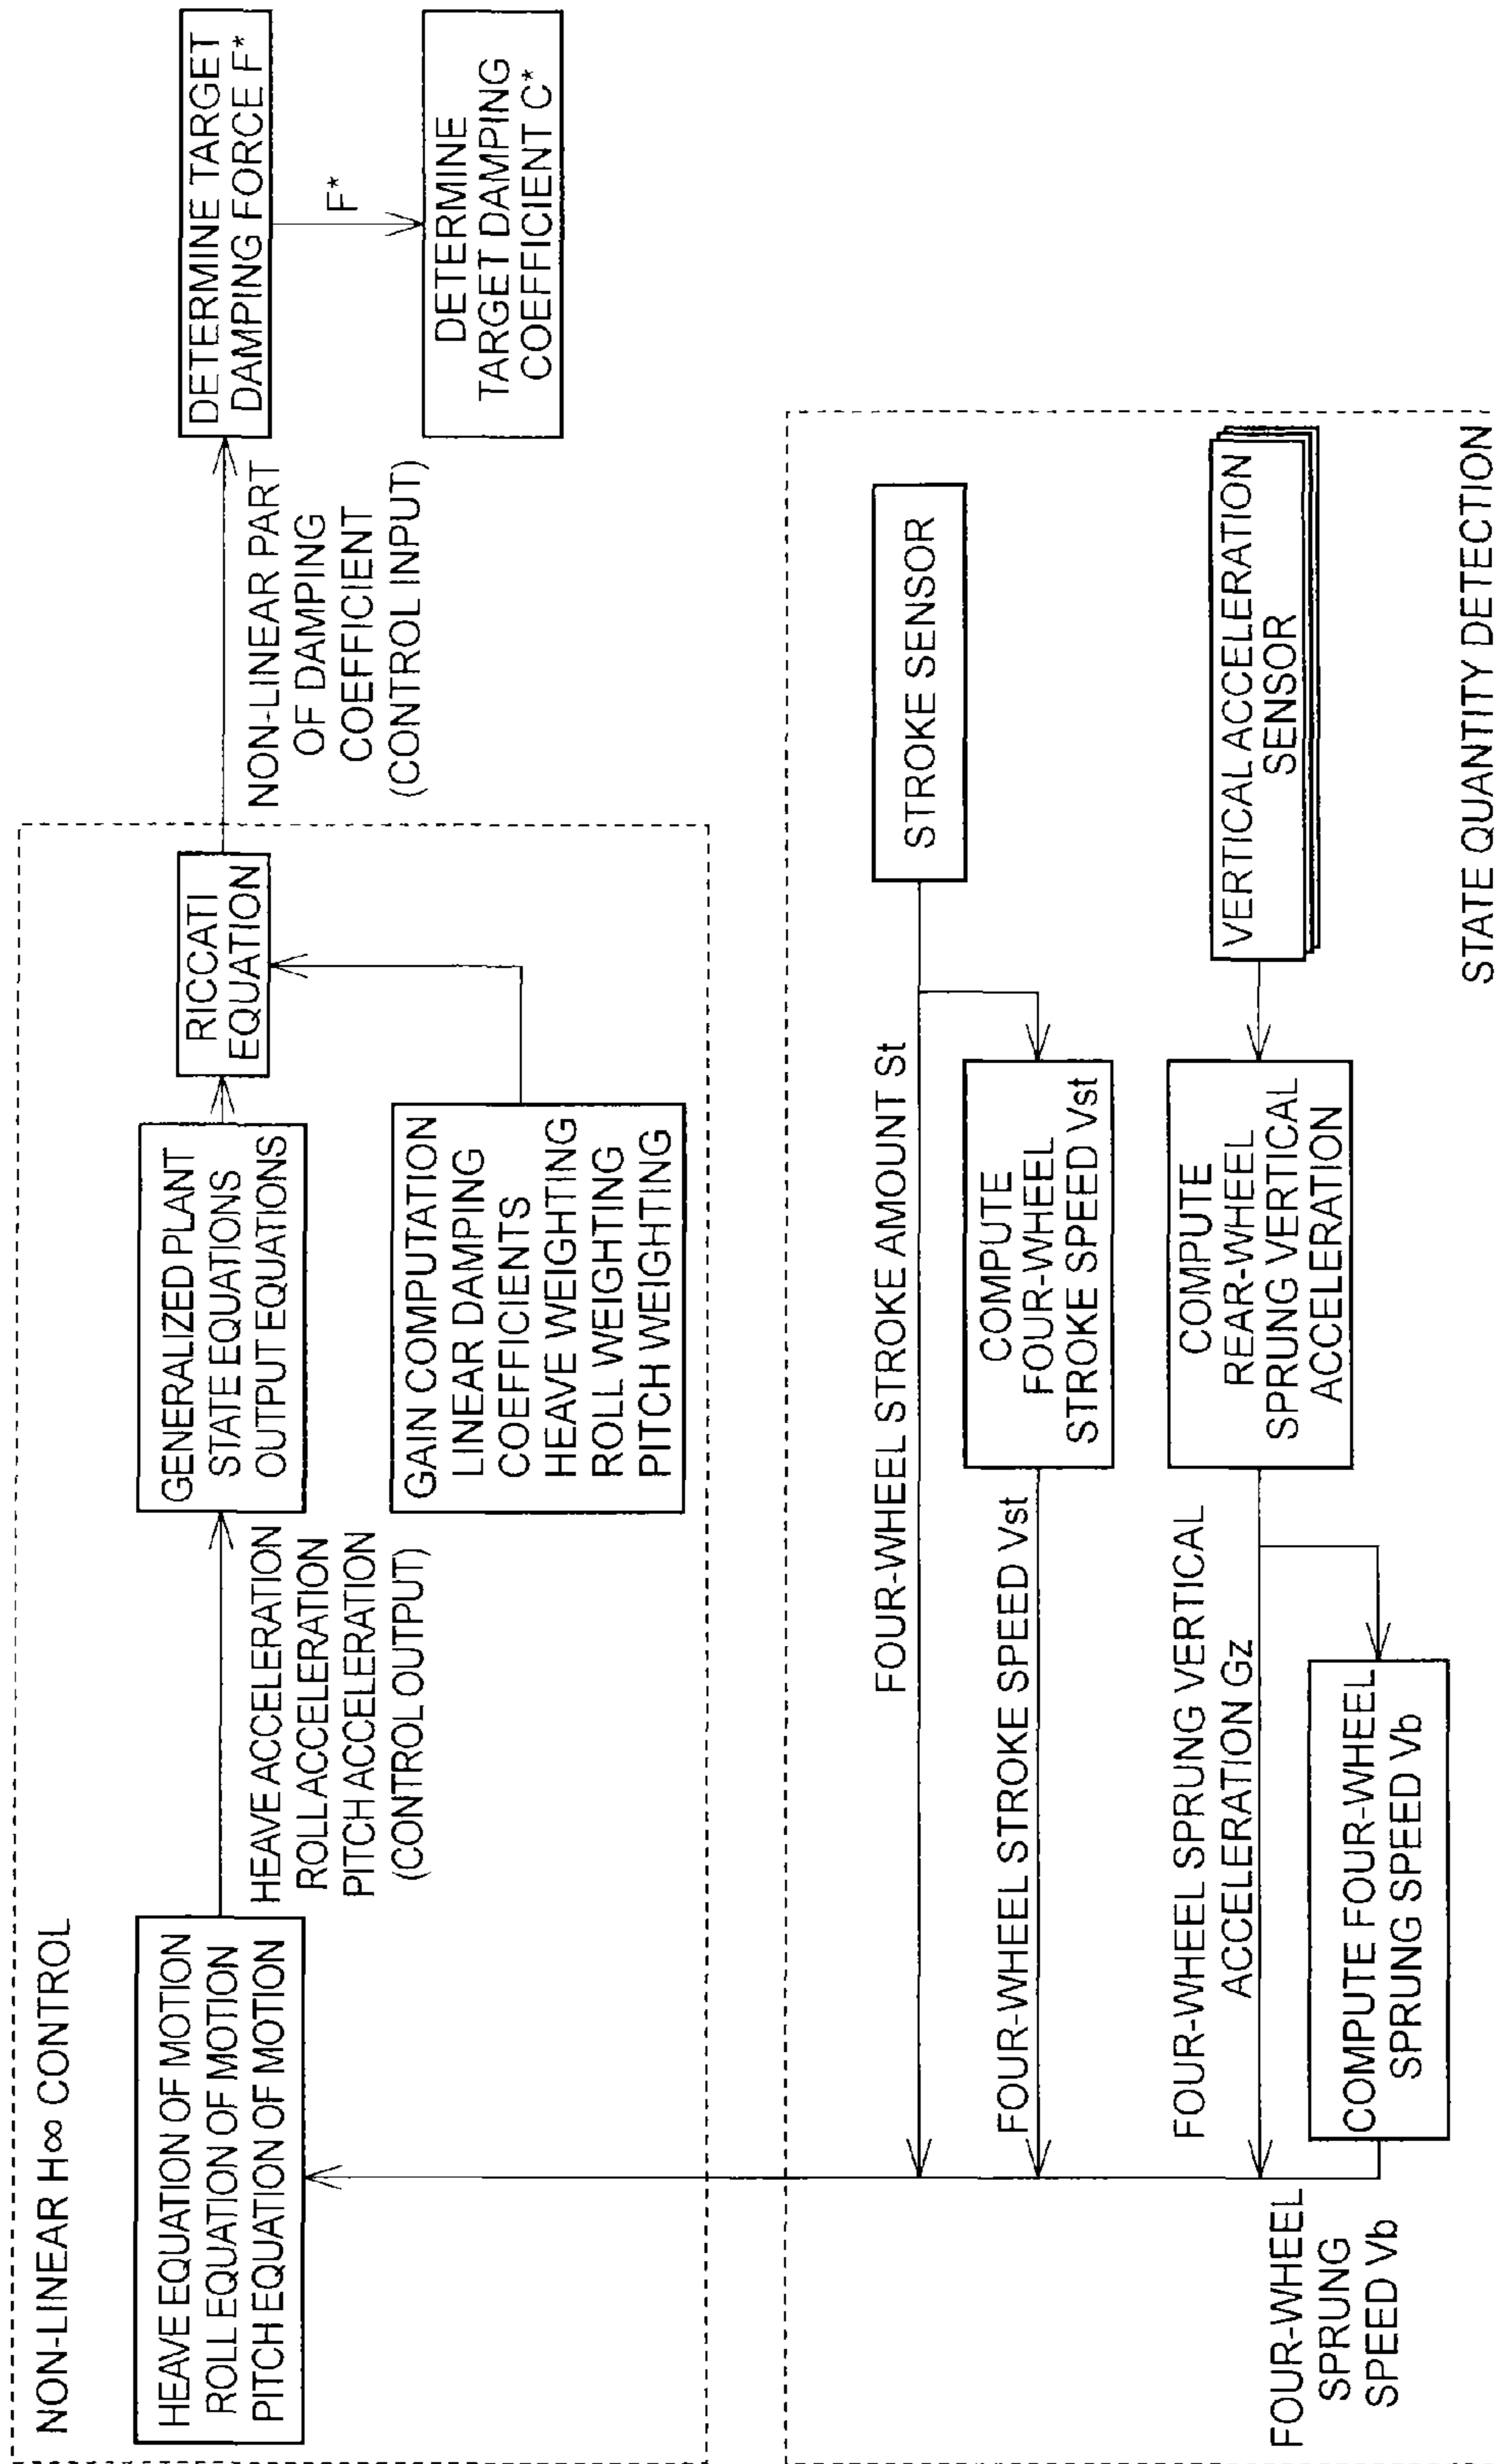 NON-LINEAR H∞ CONTROL
HEAVE EQUATION OF MOTION
ROLL EQUATION OF MOTION
PITCH EQUATION OF MOTION
HEAVE ACCELERATION
ROLL ACCELERATION
PITCH ACCELERATION
(CONTROL OUTPUT)
GENERALIZED PLANT
STATE EQUATIONS
OUTPUT EQUATIONS
RICCATI
EQUATION
GAIN COMPUTATION
LINEAR DAMPING
COEFFICIENTS
HEAVE WEIGHTING
ROLL WEIGHTING
PITCH WEIGHTING
NON-LINEAR PART
OF DAMPING
COEFFICIENT
(CONTROL INPUT)
DETERMINE TARGET
DAMPING FORCE F*
F*
DETERMINE
TARGET DAMPING
COEFFICIENT C*
STROKE SENSOR
FOUR-WHEEL STROKE AMOUNT St
COMPUTE
FOUR-WHEEL
STROKE SPEED Vst
FOUR-WHEEL STROKE SPEED Vst
VERTICAL ACCELERATION
SENSOR
COMPUTE
REAR-WHEEL
SPRUNG VERTICAL
ACCELERATION
FOUR-WHEEL SPRUNG VERTICAL
ACCELERATION Gz
COMPUTE FOUR-WHEEL
SPRUNG SPEED Vb
FOUR-WHEEL
SPRUNG
SPEED Vb
STATE QUANTITY DETECTION